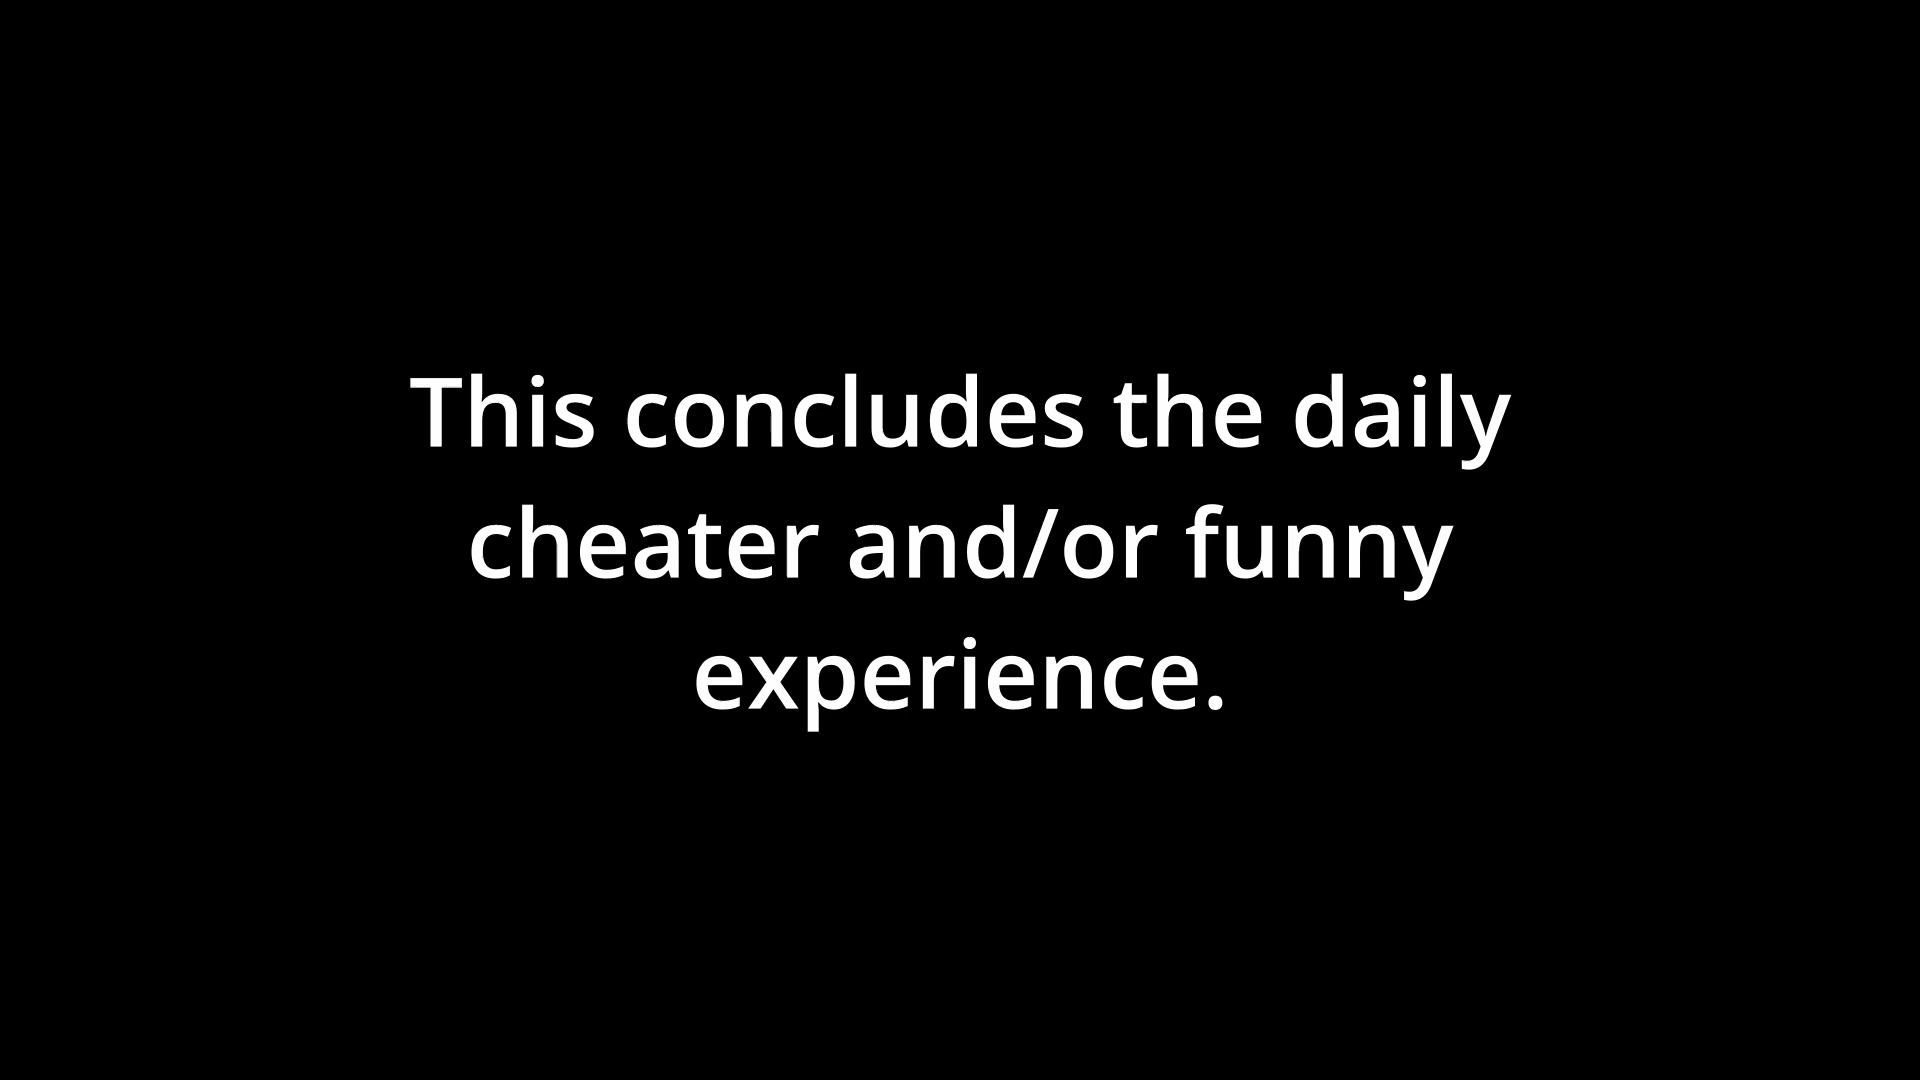 This concludes the daily
cheater and/or funny
experience.